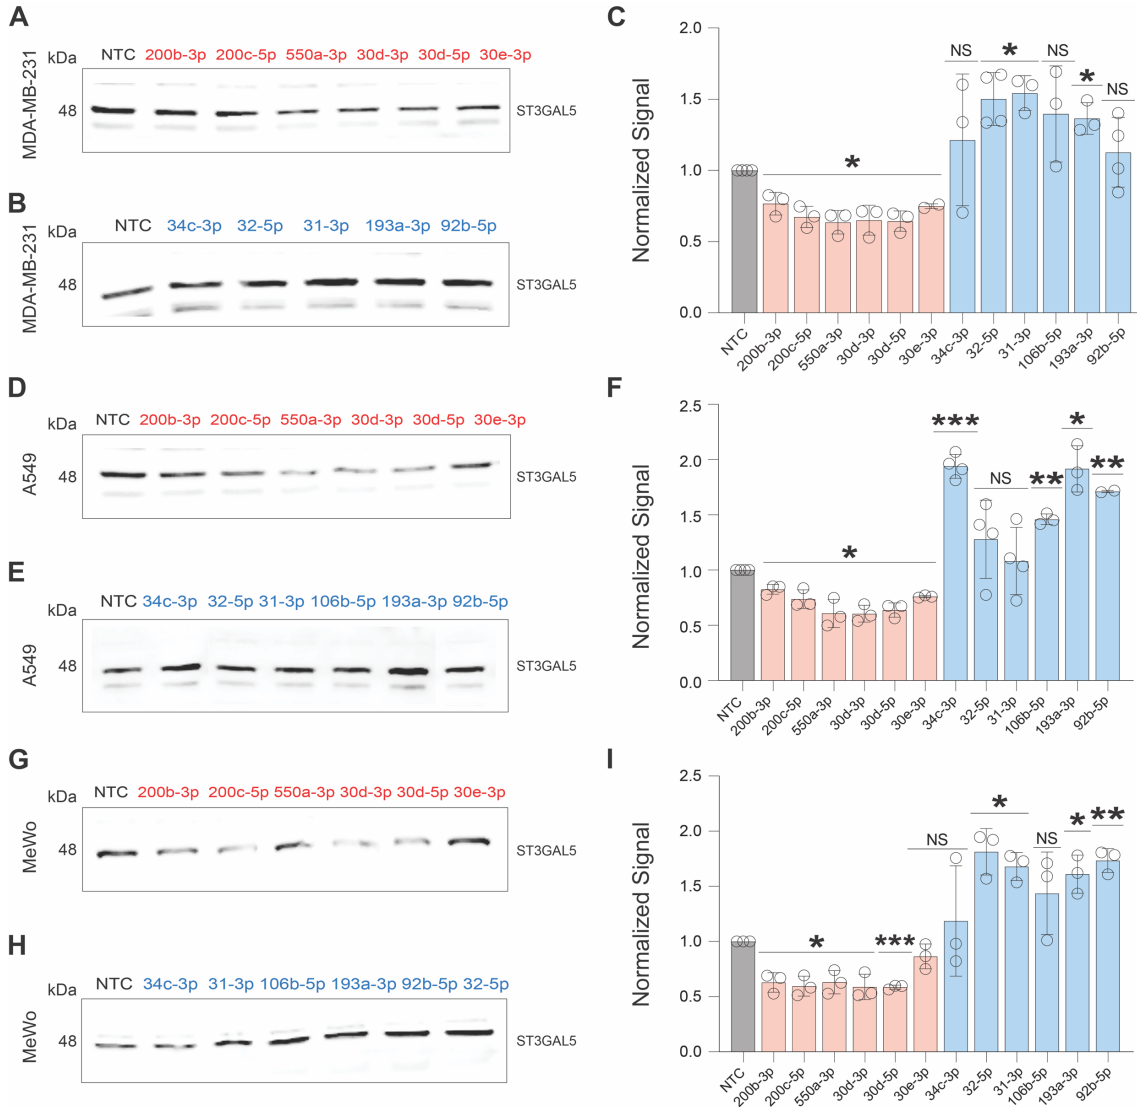 A
kDa NTC 200b-3p 200c-5p 550a-3p 30d-3p 30d-5p 30e-3p
MDA-MB-231
48
ST3GAL5
B
kDa NTC 34c-3p 32-5p 31-3p 193a-3p 92b-5p
MDA-MB-231
48
ST3GAL5
C
Normalized Signal
2.0
1.5
1.0
0.5
0.0
*
NS
*
NS
*
NS
NTC 200b-3p 200c-5p 550a-3p 30d-3p 30d-5p 30e-3p 34c-3p 32-5p 31-3p 106b-5p 193a-3p 92b-5p
D
kDa NTC 200b-3p 200c-5p 550a-3p 30d-3p 30d-5p 30e-3p
A549
48
ST3GAL5
E
kDa NTC 34c-3p 32-5p 31-3p 106b-5p 193a-3p 92b-5p
A549
48
ST3GAL5
F
Normalized Signal
2.5
2.0
1.5
1.0
0.5
0.0
*
***
NS
**
*
**
NTC 200b-3p 200c-5p 550a-3p 30d-3p 30d-5p 30e-3p 34c-3p 32-5p 31-3p 106b-5p 193a-3p 92b-5p
G
kDa NTC 200b-3p 200c-5p 550a-3p 30d-3p 30d-5p 30e-3p
MeWo
48
ST3GAL5
H
kDa NTC 34c-3p 31-3p 106b-5p 193a-3p 92b-5p 32-5p
MeWo
48
ST3GAL5
I
Normalized Signal
2.5
2.0
1.5
1.0
0.5
0.0
*
***
NS
*
NS
*
**
NTC 200b-3p 200c-5p 550a-3p 30d-3p 30d-5p 30e-3p 34c-3p 32-5p 31-3p 106b-5p 193a-3p 92b-5p